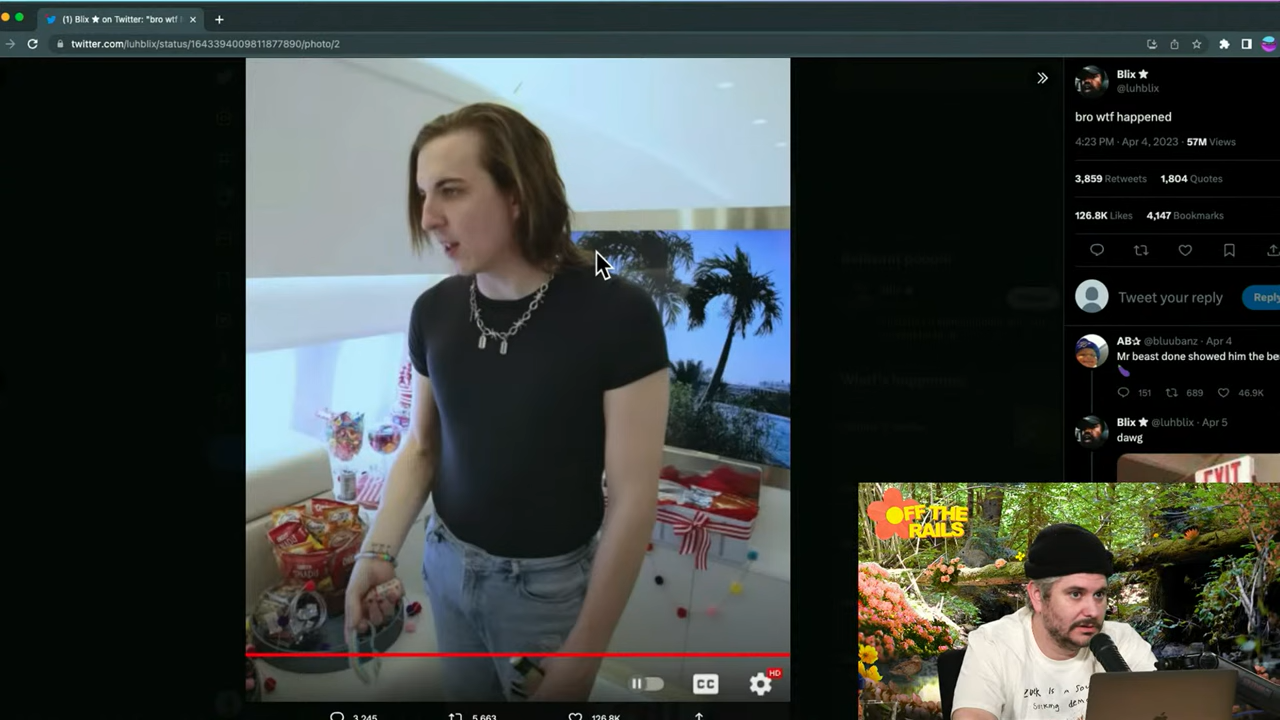 (1) Blix ★ on Twitter: "bro wtf
twitter.com/luhblix/status/1643394009811877890/photo/2
Blix ★
@luhblix
bro wtf happened
4:23 PM · Apr 4, 2023 · 57M Views
3,859 Retweets 1,804 Quotes
126.8K Likes 4,147 Bookmarks
Tweet your reply
Reply
AB✰ @bluubanz · Apr 4
Mr beast done showed him the
151 689 46.9K
Blix ★ @luhblix · Apr 5
dawg
EXIT
CC
HD
3,245 5,663 126.8K
OFF THE
RAILS